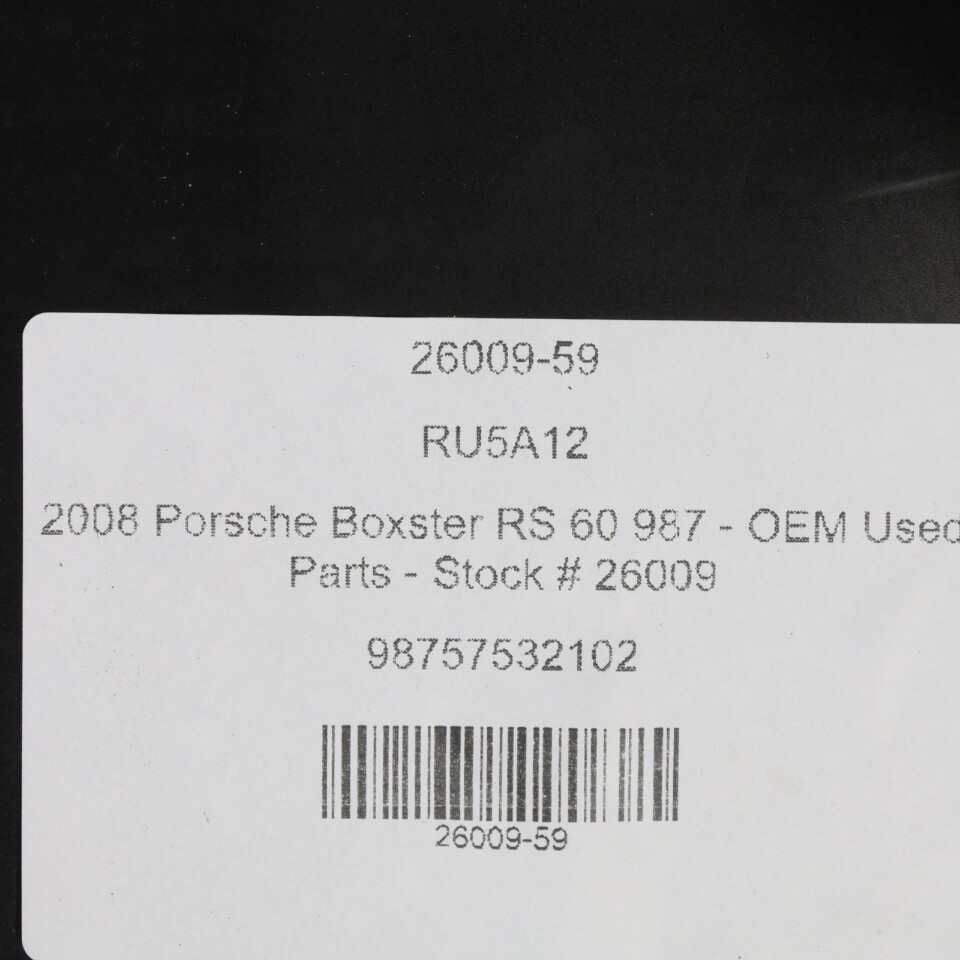 26009-59
RU5A12
2008 Porsche Boxster RS 60 987 - OEM Used
Parts - Stock # 26009
98757532102
26009-59